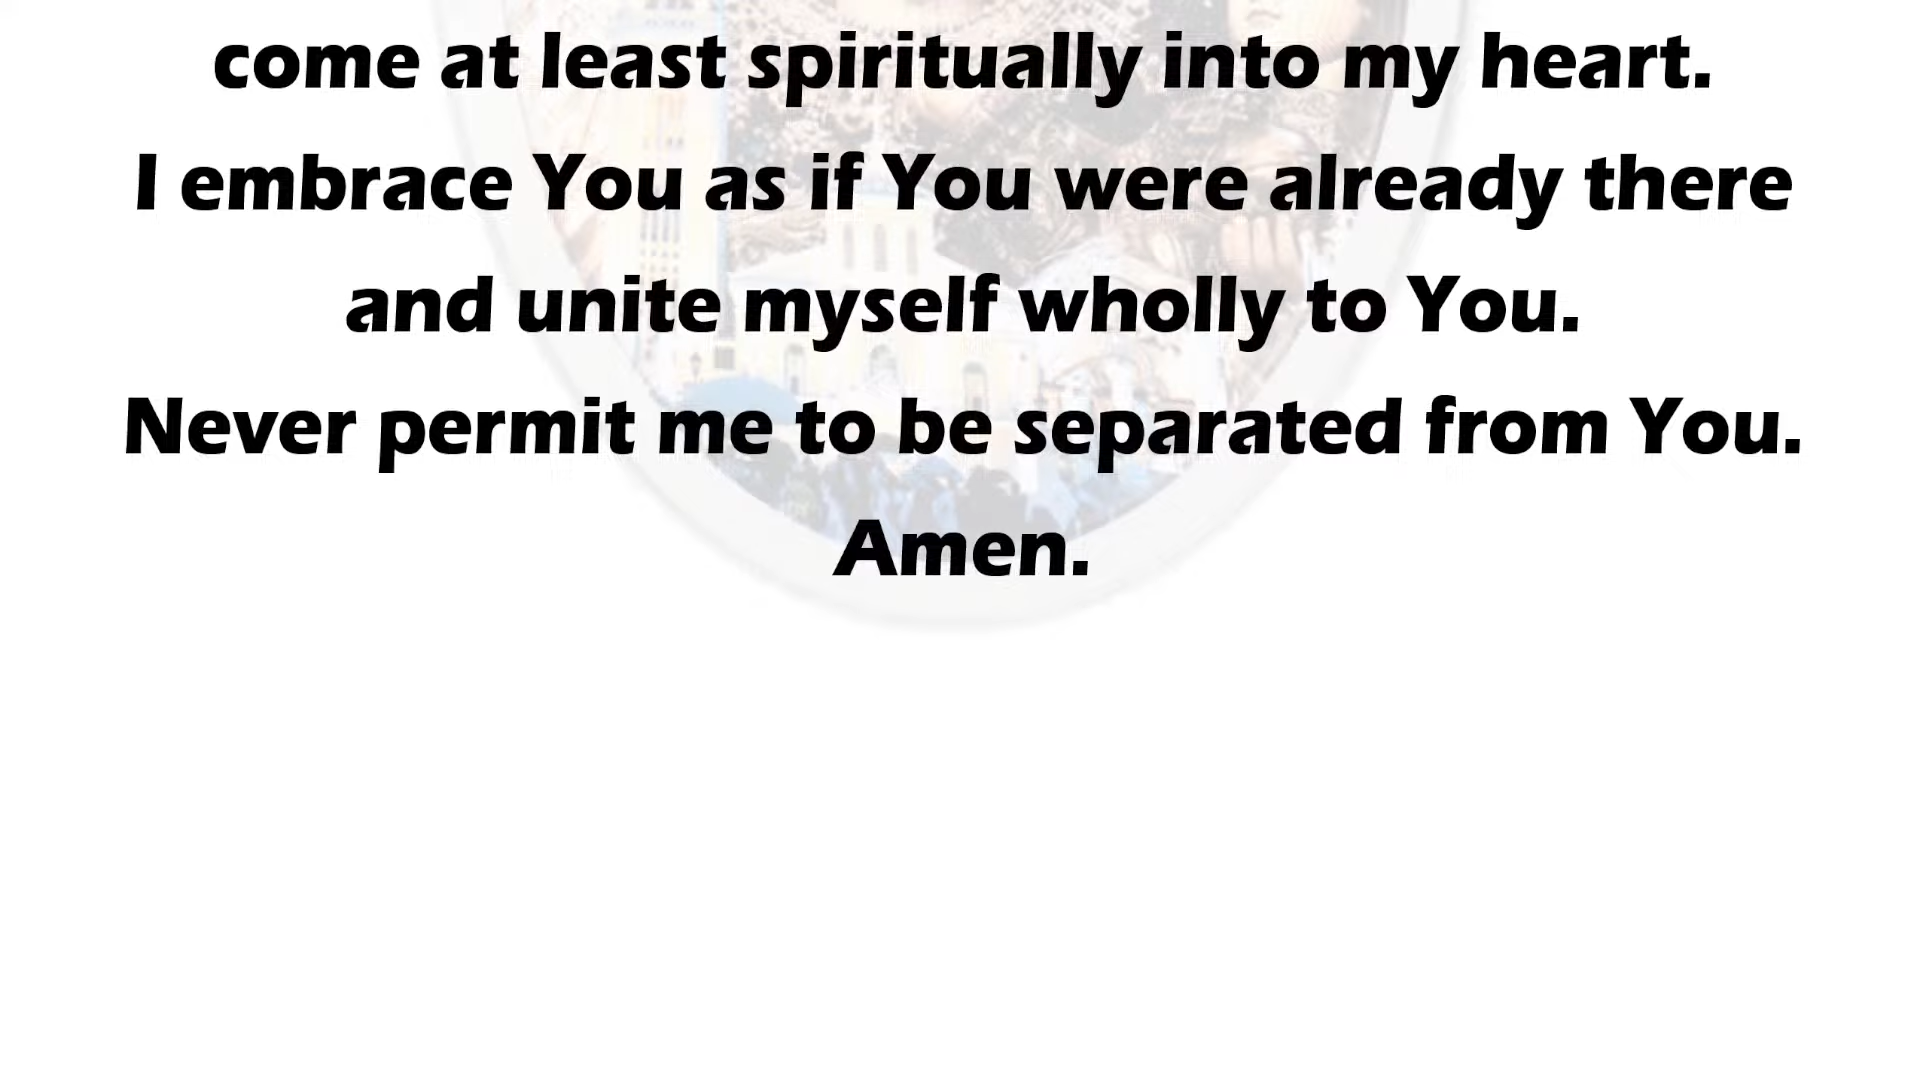 come at least spiritually into my heart.
I embrace You as if You were already there
and unite myself wholly to You.
Never permit me to be separated from You.
Amen.